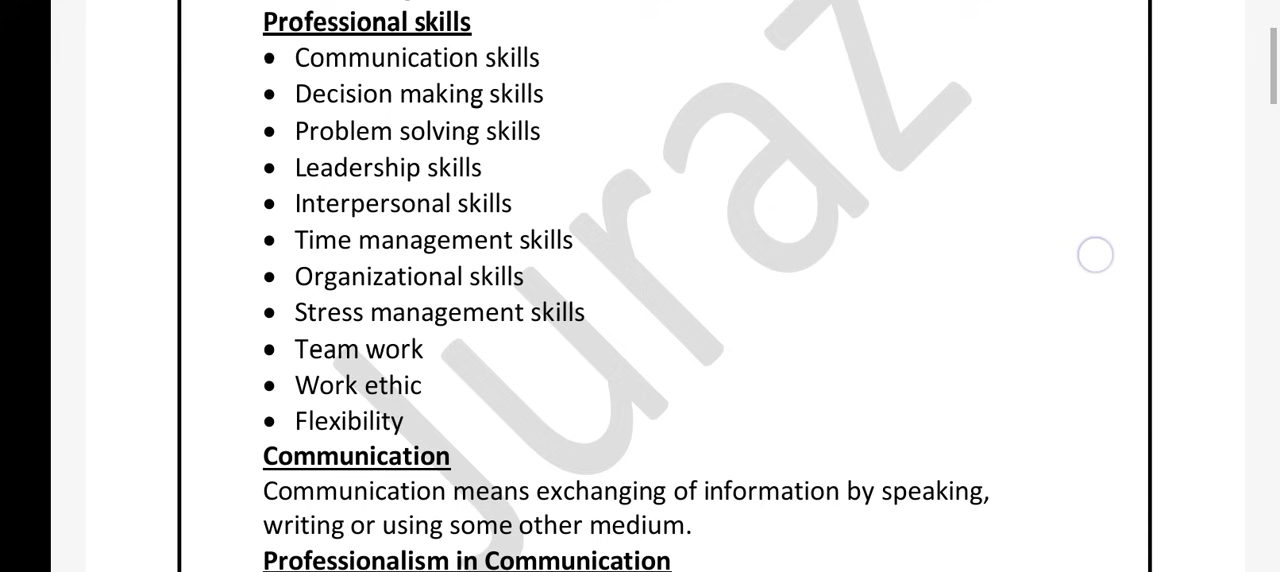 Professional skills
• Communication skills
• Decision making skills
• Problem solving skills
• Leadership skills
• Interpersonal skills
• Time management skills
• Organizational skills
• Stress management skills
• Team work
• Work ethic
• Flexibility
Communication
Communication means exchanging of information by speaking,
writing or using some other medium.
Professionalism in Communication
Juraz